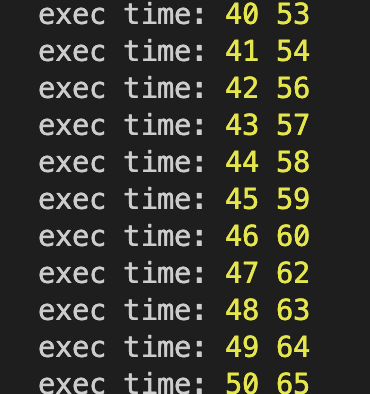 exec time: 40 53
exec time: 41 54
exec time: 42 56
exec time: 43 57
exec time: 44 58
exec time: 45 59
exec time: 46 60
exec time: 47 62
exec time: 48 63
exec time: 49 64
exec time: 50 65